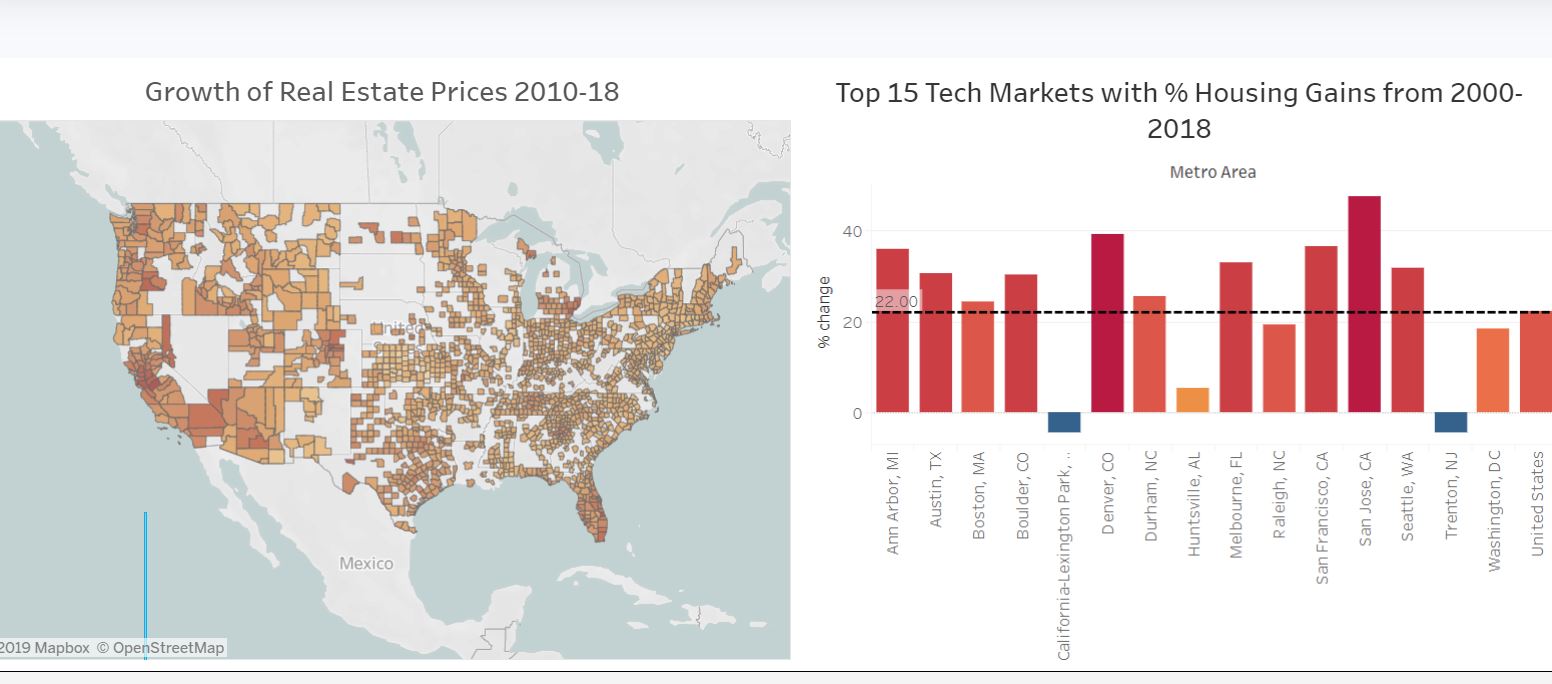 Growth of Real Estate Prices 2010-18
United
Mexico
2019 Mapbox © OpenStreetMap
Top 15 Tech Markets with % Housing Gains from 2000-
2018
Metro Area
% change
40
20
0
22.00
Ann Arbor, MI
Austin, TX
Boston, MA
Boulder, CO
California-Lexington Park, ..
Denver, CO
Durham, NC
Huntsville, AL
Melbourne, FL
Raleigh, NC
San Francisco, CA
San Jose, CA
Seattle, WA
Trenton, NJ
Washington, DC
United States